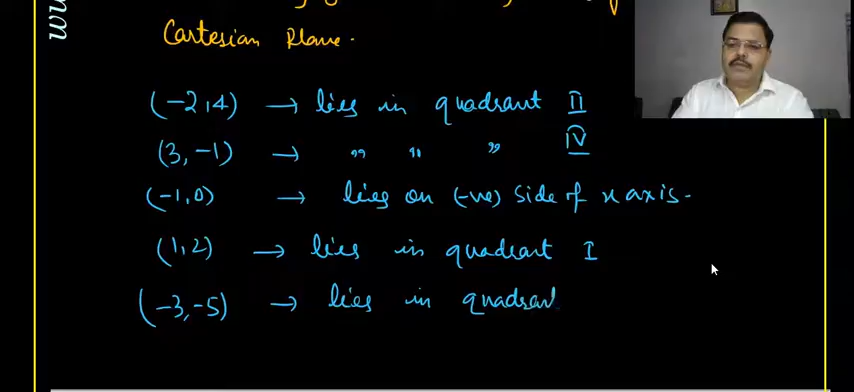 Cartesian Plane.
(-2,4) → lies in quadrant II
(3,-1) → " " " IV
(-1,0) → lies on (-ve) side of x axis.
(1,2) → lies in quadrant I
(-3,-5) → lies in quadran